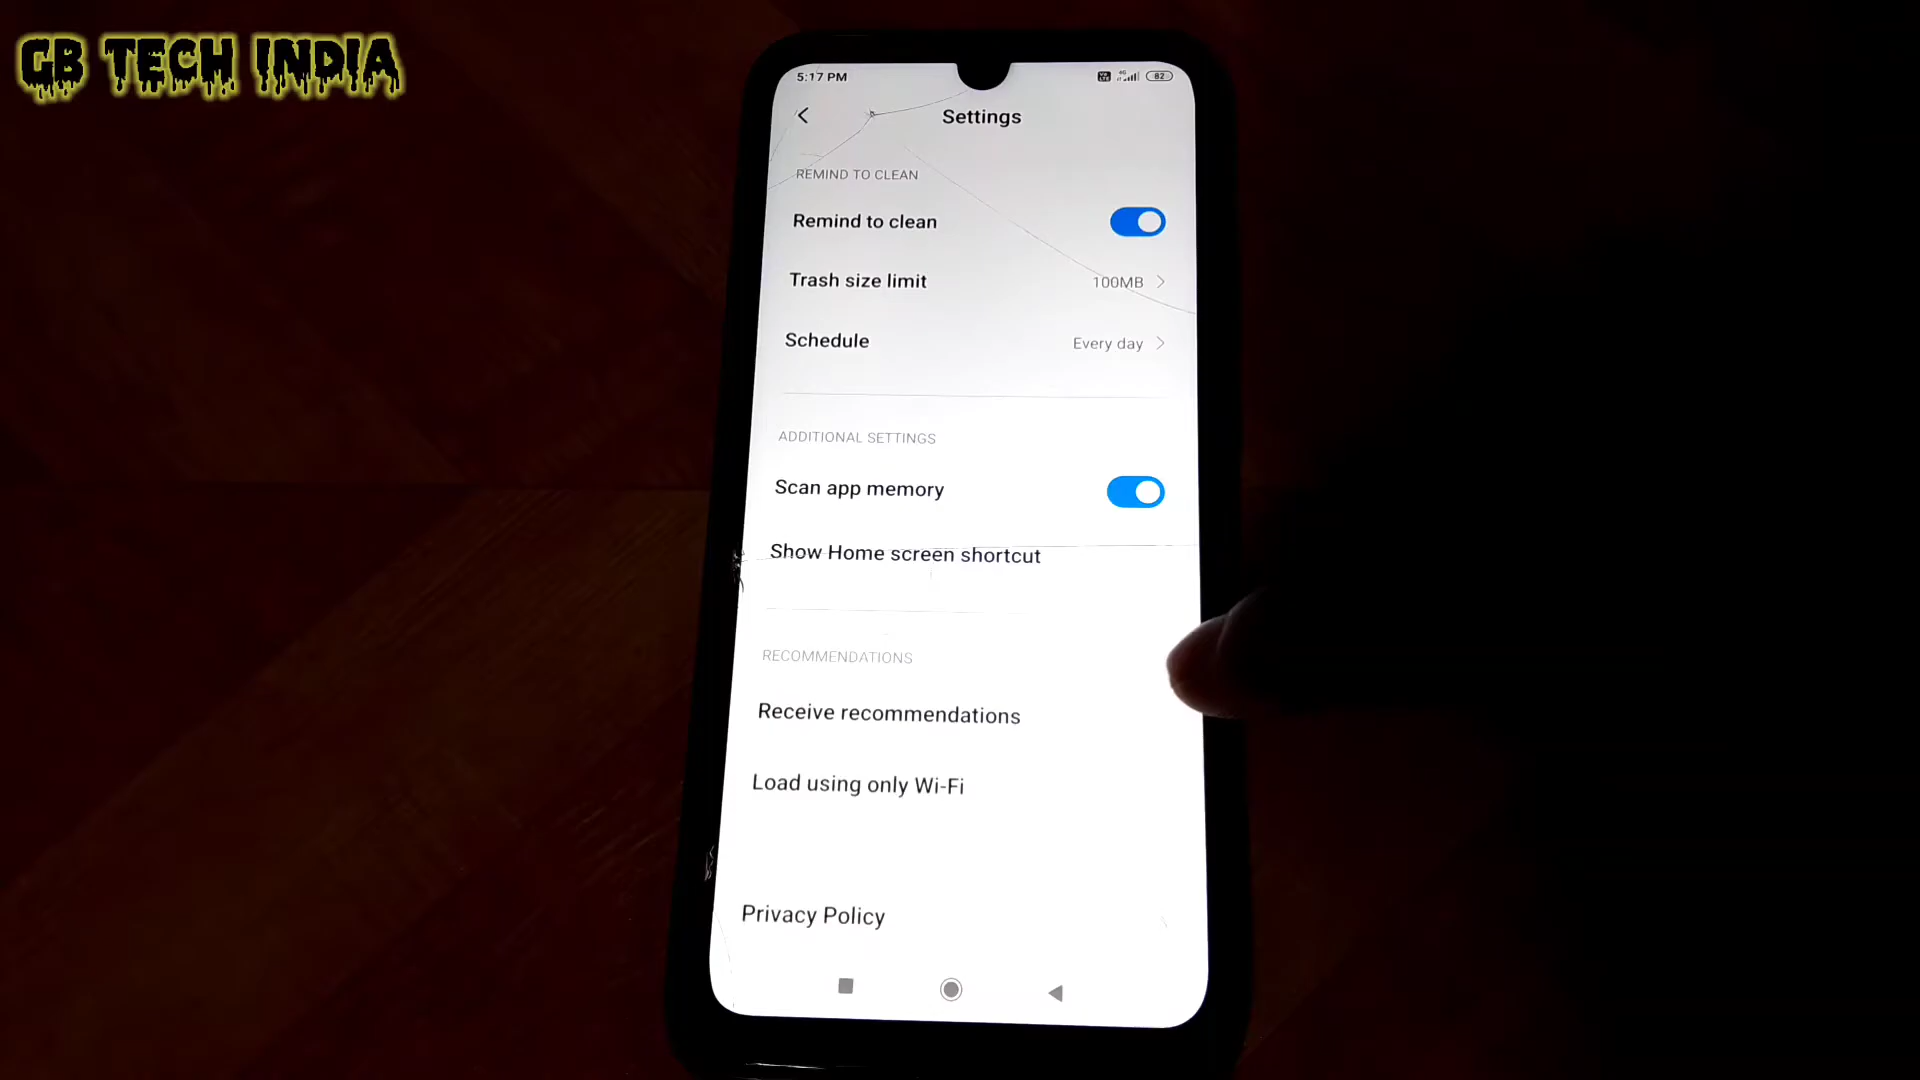 GB TECH INDIA
5:17 PM
82
Settings
REMIND TO CLEAN
Remind to clean
Trash size limit
100MB
Schedule
Every day
ADDITIONAL SETTINGS
Scan app memory
Show Home screen shortcut
RECOMMENDATIONS
Receive recommendations
Load using only Wi-Fi
Privacy Policy